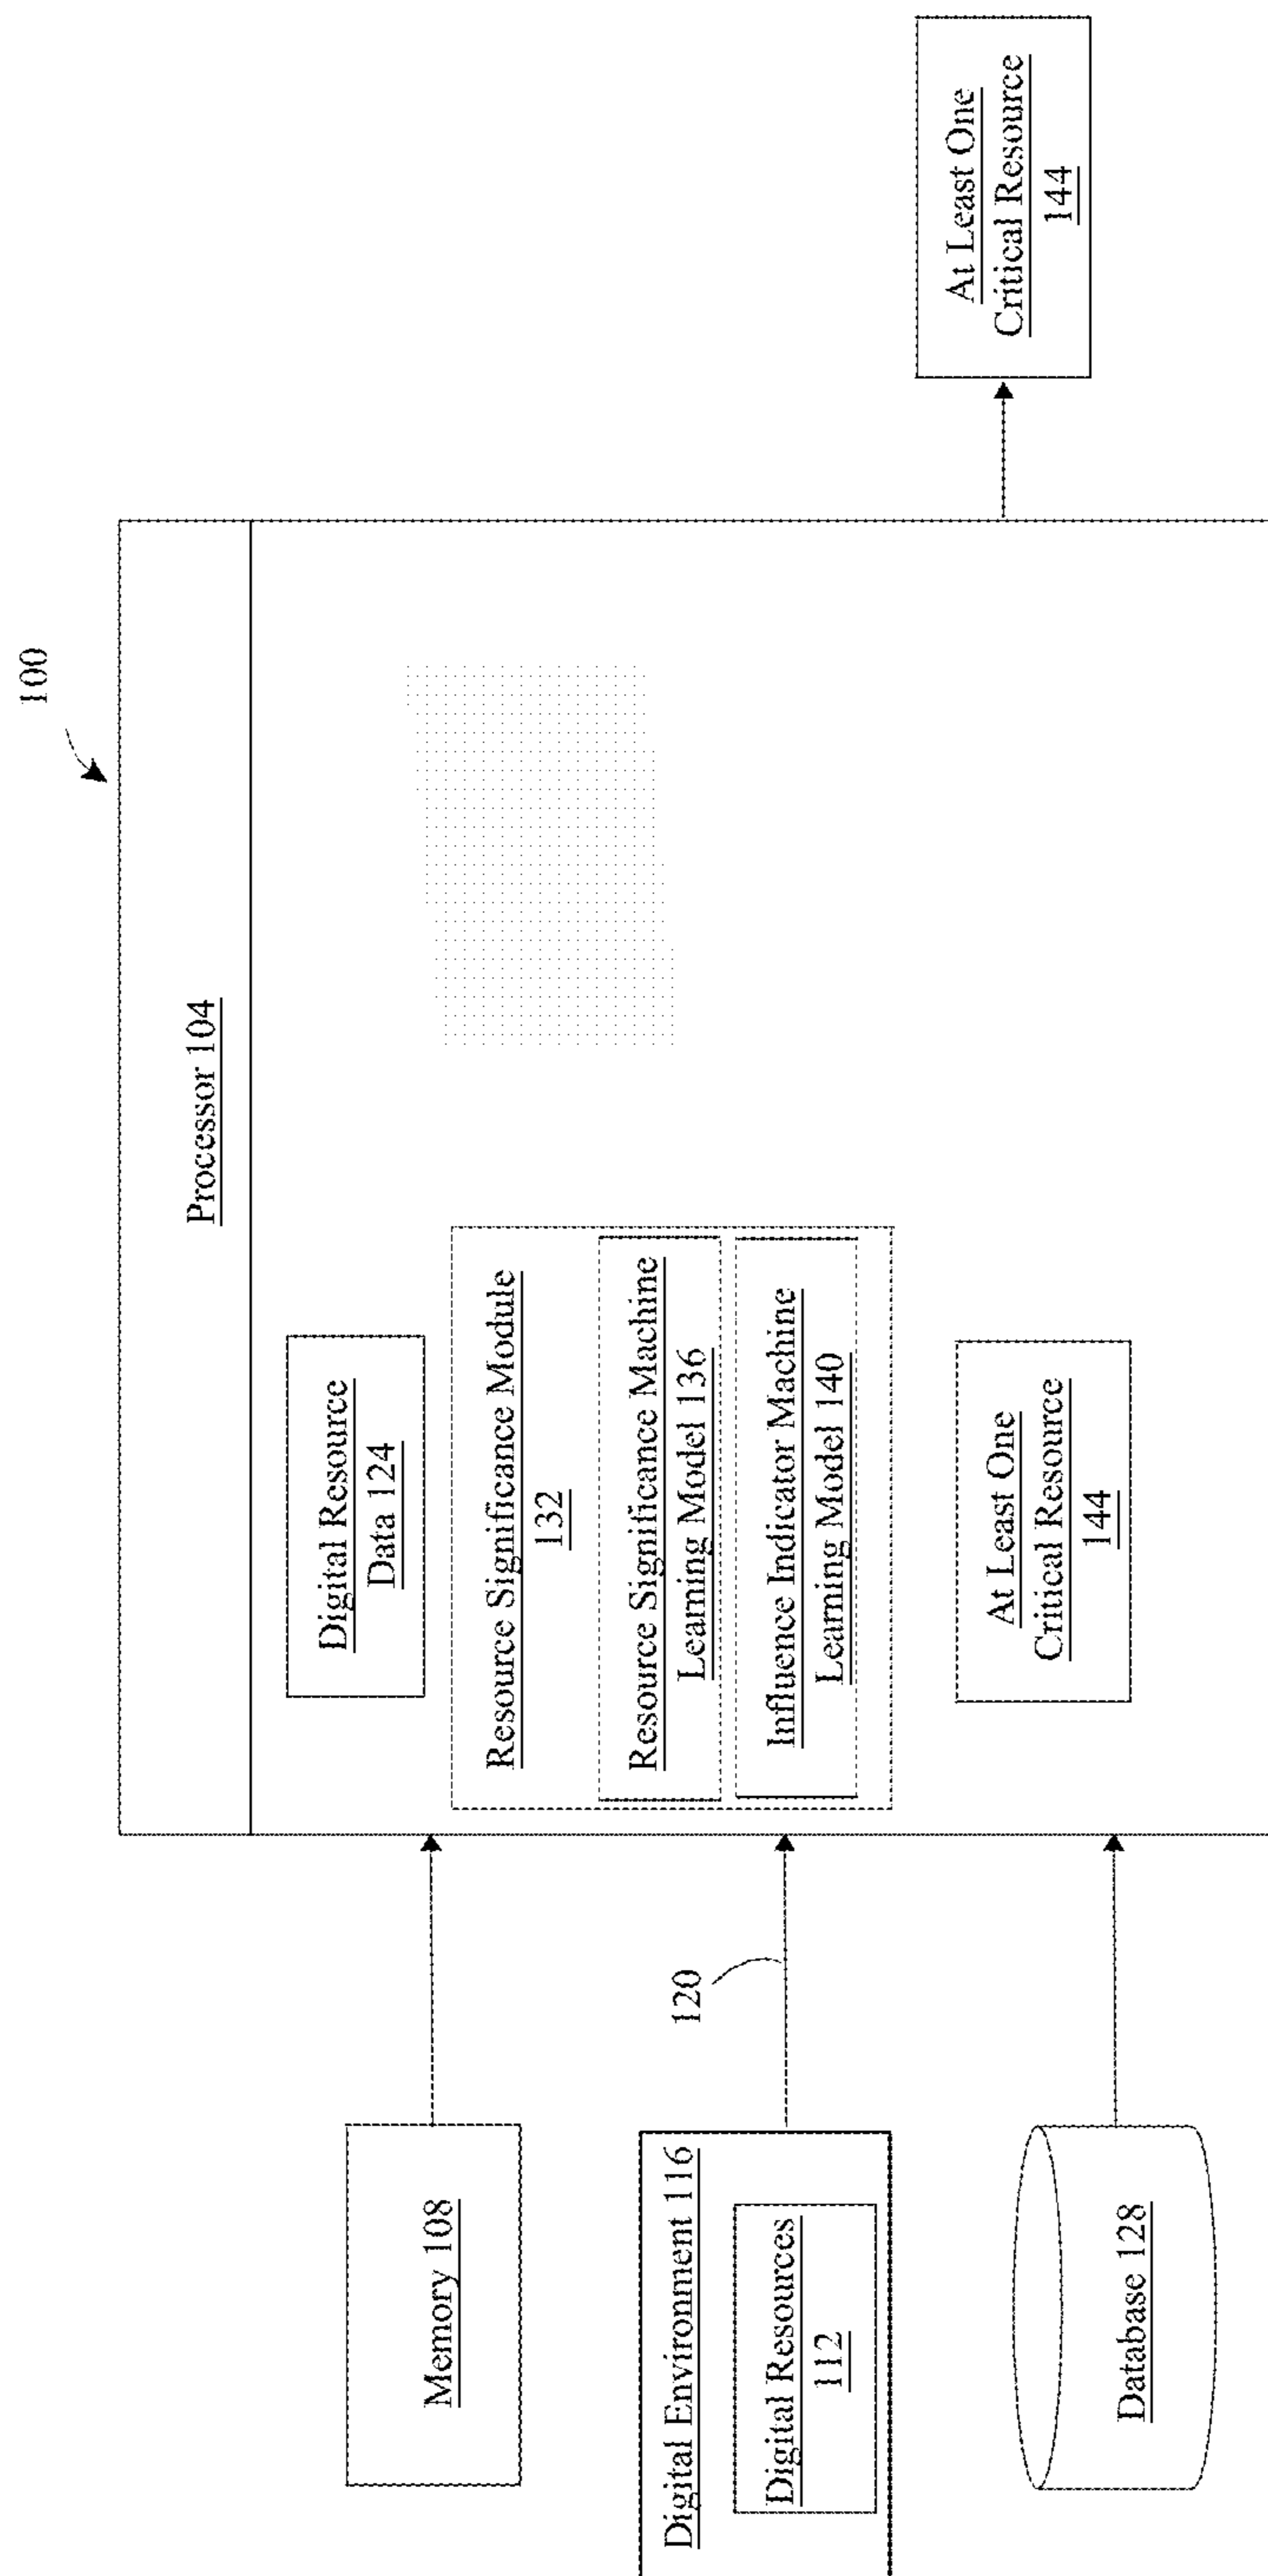 100
Processor 104
Memory 108
Digital Environment 116
Digital Resources
112
120
Database 128
Digital Resource
Data 124
Resource Significance Module
132
Resource Significance Machine
Learning Model 136
Influence Indicator Machine
Learning Model 140
At Least One
Critical Resource
144
At Least One
Critical Resource
144